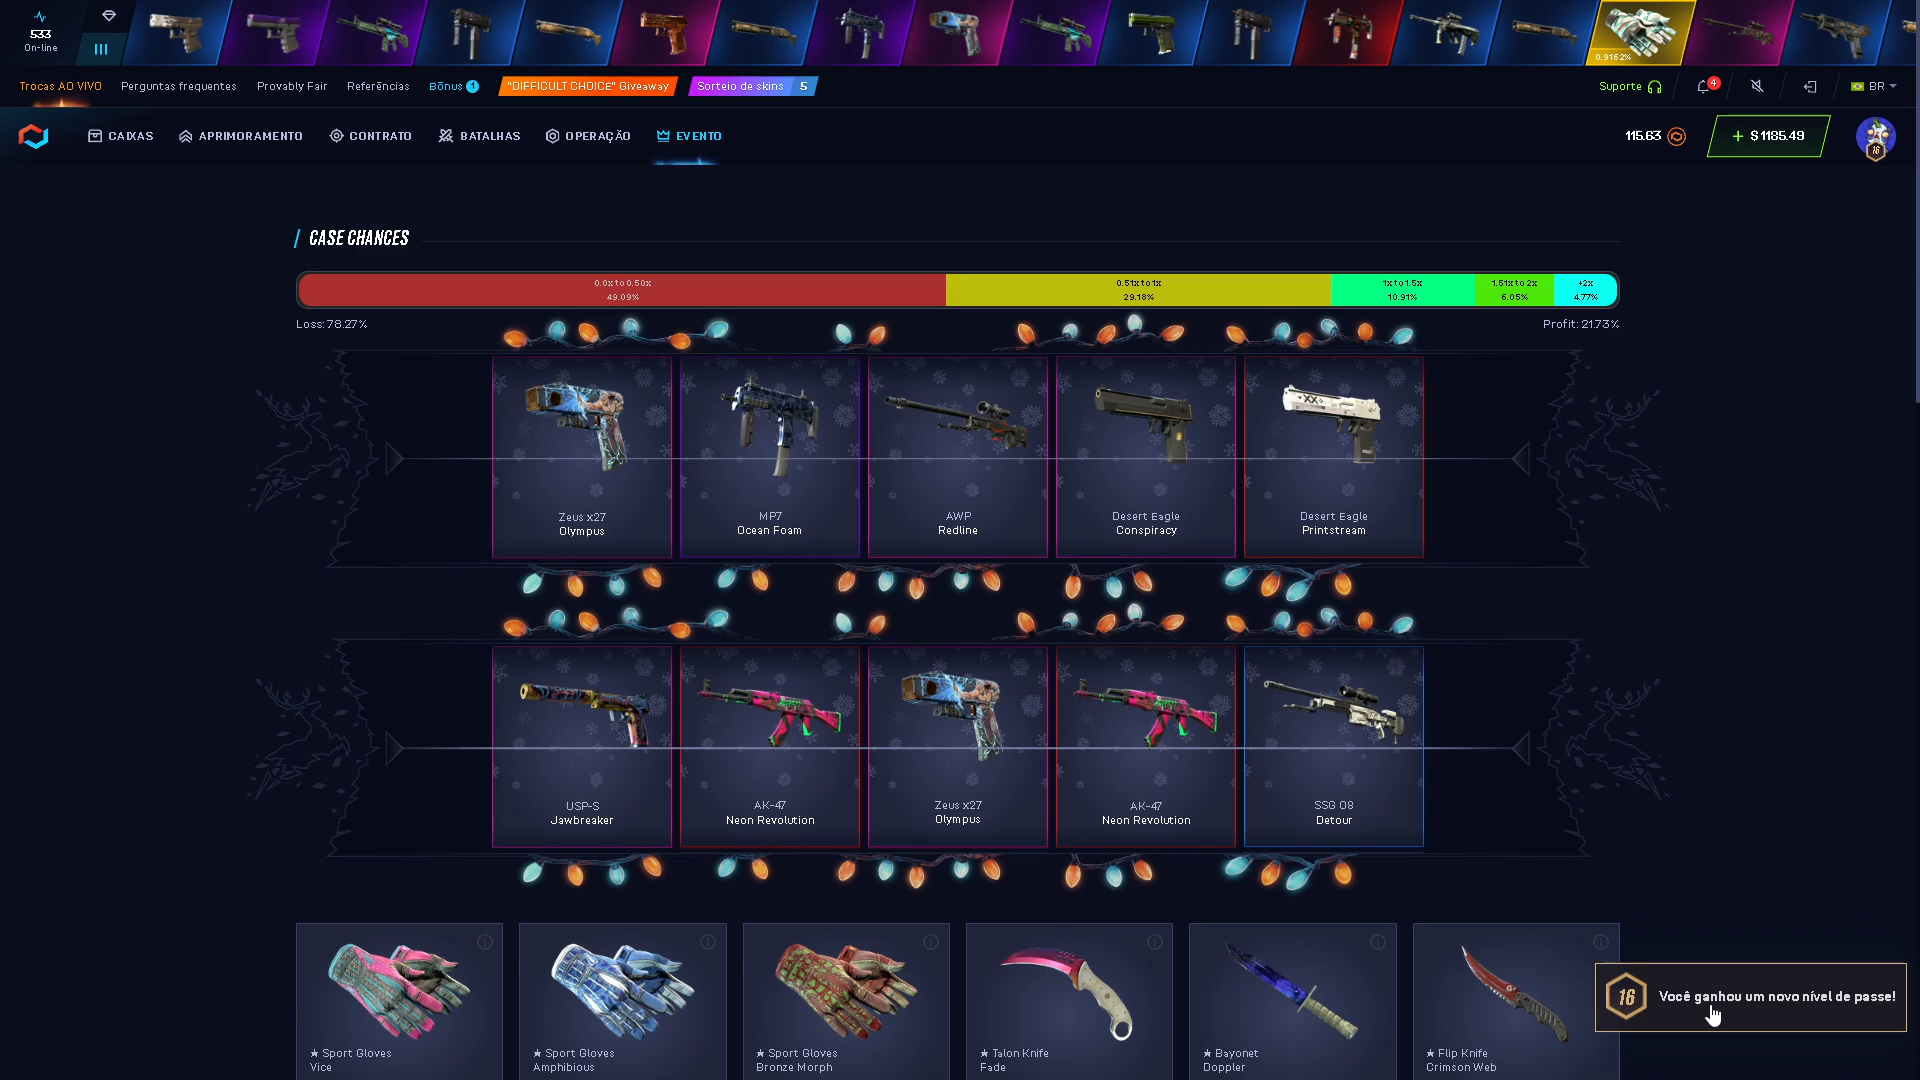 533
On-line
0.9162%
Trocas AO VIVO
Perguntas frequentes
Provably Fair
Referências
Bônus 1
"DIFFICULT CHOICE" Giveaway
Sorteio de skins 5
Suporte
4
BR
CAIXAS
APRIMORAMENTO
CONTRATO
BATALHAS
OPERAÇÃO
EVENTO
115.63
+ $ 1185.49
16
/ CASE CHANCES
0.0x to 0.50x
49.09%
0.51x to 1x
29.18%
1x to 1.5x
10.91%
1.51x to 2x
6.05%
+2x
4.77%
Loss: 78.27%
Profit: 21.73%
Zeus x27
Olympus
MP7
Ocean Foam
AWP
Redline
Desert Eagle
Conspiracy
Desert Eagle
Printstream
USP-S
Jawbreaker
AK-47
Neon Revolution
Zeus x27
Olympus
AK-47
Neon Revolution
SSG 08
Detour
★ Sport Gloves
Vice
★ Sport Gloves
Amphibious
★ Sport Gloves
Bronze Morph
★ Talon Knife
Fade
★ Bayonet
Doppler
★ Flip Knife
Crimson Web
16
Você ganhou um novo nível de passe!